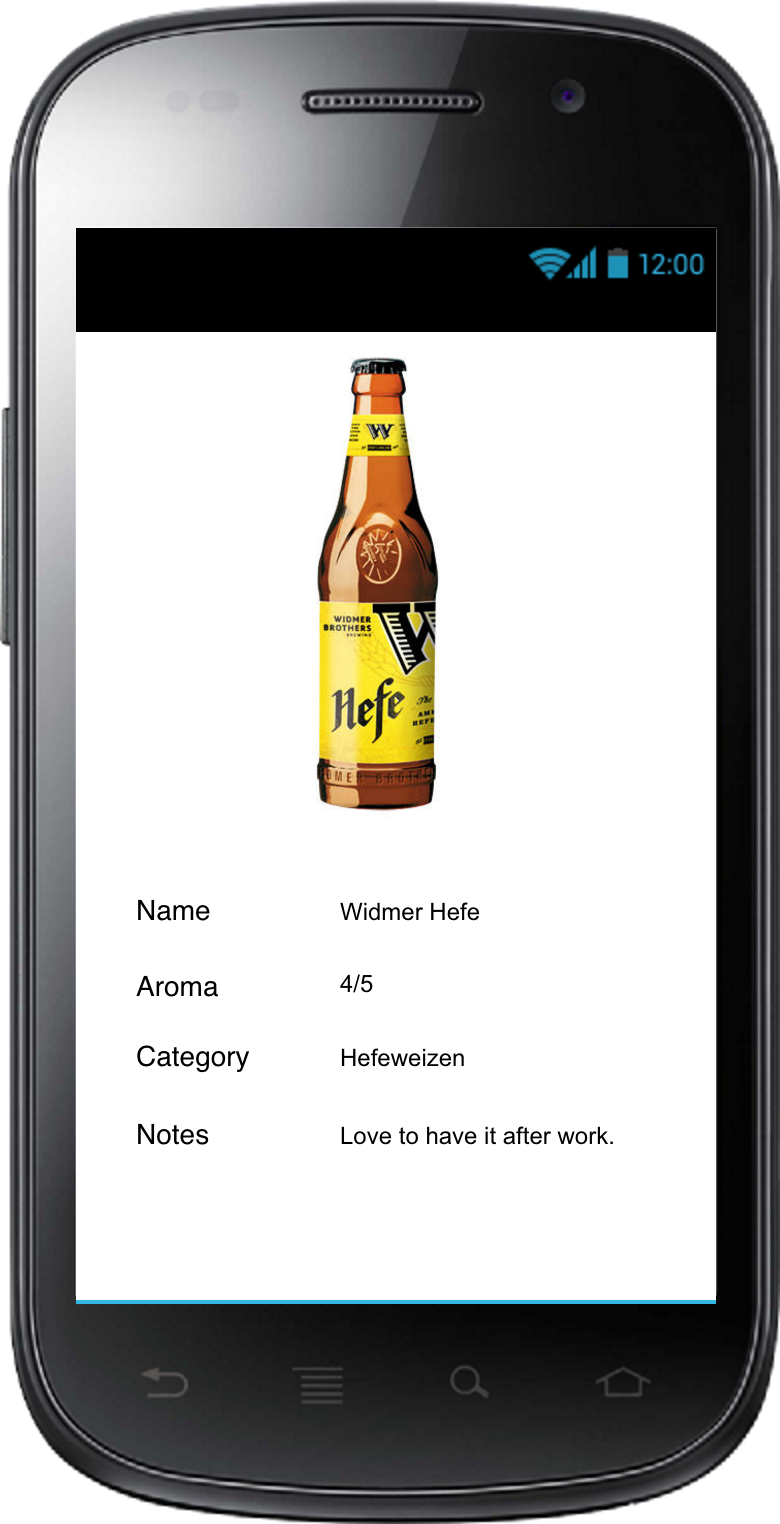 12:00
W
WIDMER
BROTHERS
BREWING
W
Hefe
The
Name Widmer Hefe
Aroma 4/5
Category Hefeweizen
Notes Love to have it after work.